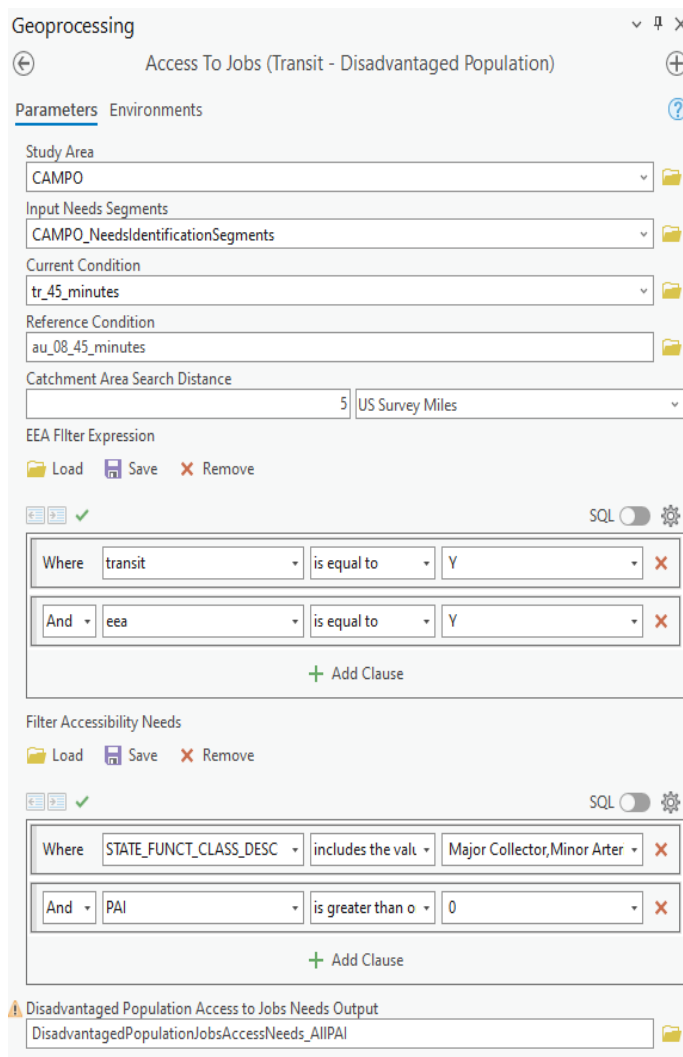 Geoprocessing
Access To Jobs (Transit - Disadvantaged Population)
Parameters Environments
Study Area
CAMPO
Input Needs Segments
CAMPO_NeedsIdentificationSegments
Current Condition
tr_45_minutes
Reference Condition
au_08_45_minutes
Catchment Area Search Distance
5 US Survey Miles
EEA FIlter Expression
Load Save Remove
SQL
Where transit is equal to Y
And eea is equal to Y
Add Clause
Filter Accessibility Needs
Load Save Remove
SQL
Where STATE_FUNCT_CLASS_DESC includes the valu Major Collector,Minor Arter
And PAI is greater than o 0
Add Clause
Disadvantaged Population Access to Jobs Needs Output
DisadvantagedPopulationJobsAccessNeeds_AllPAI